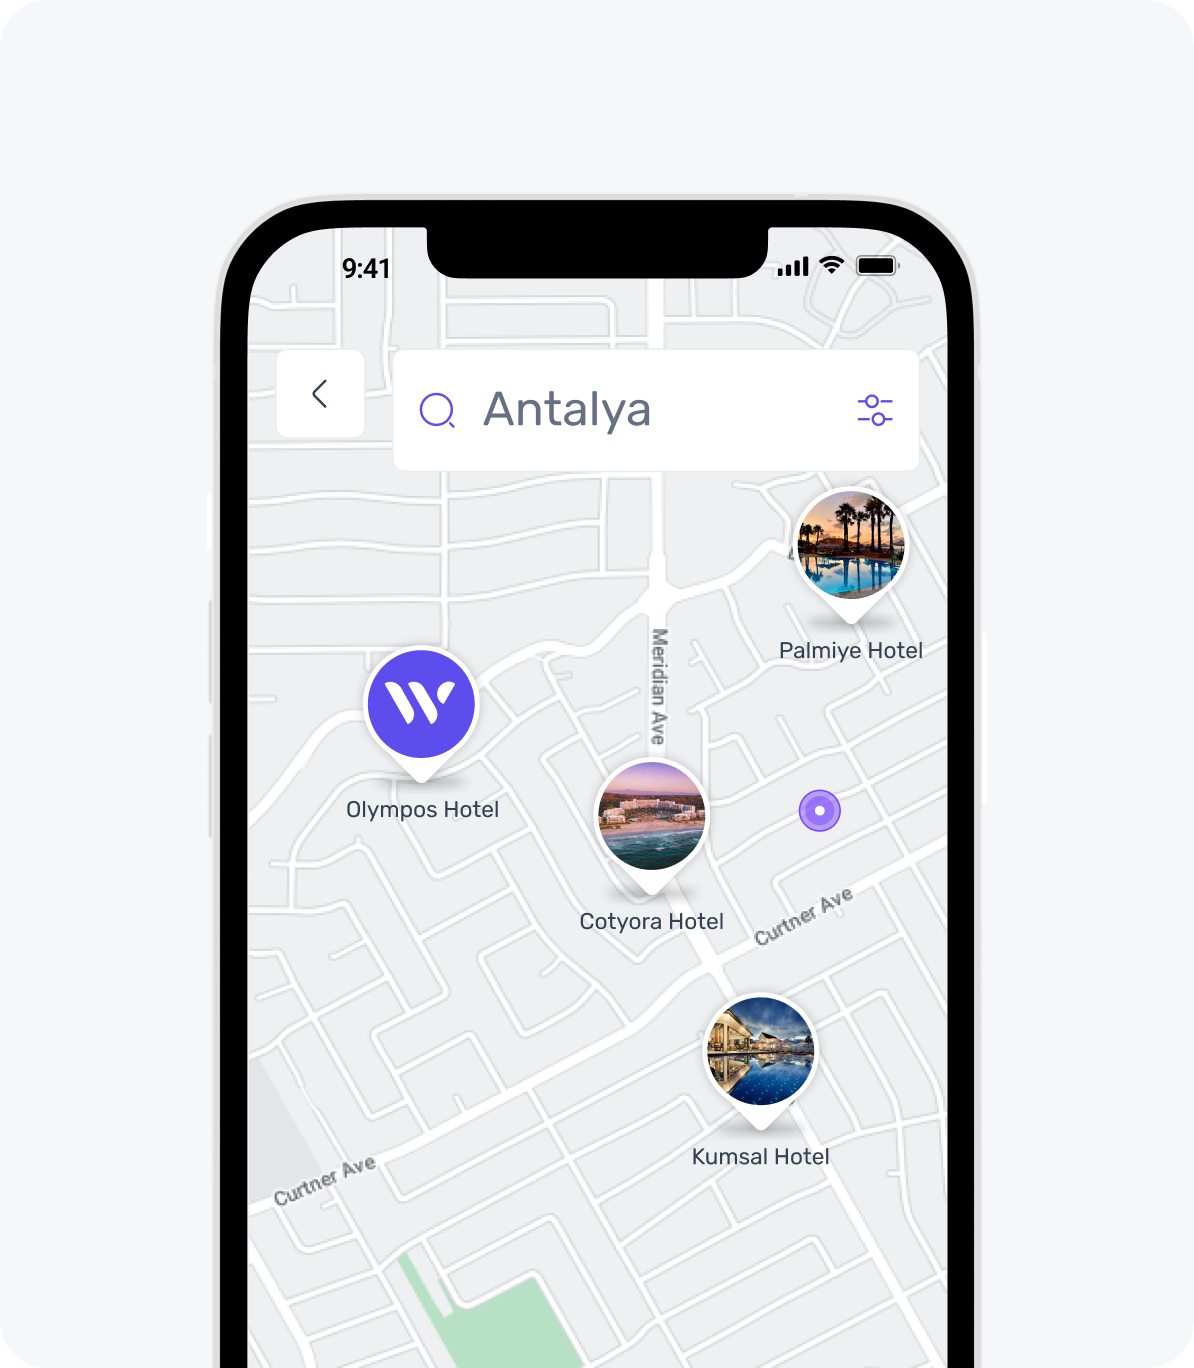 9:41
Antalya
Palmiye Hotel
Meridian Ave
Olympos Hotel
Cotyora Hotel
Curtner Ave
Kumsal Hotel
Curtner Ave